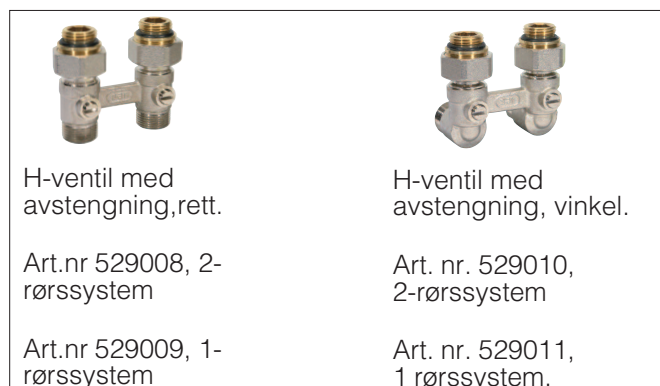 H-ventil med
avstengning,rett.
Art.nr 529008, 2-
rørssystem
Art.nr 529009, 1-
rørssystem
H-ventil med
avstengning, vinkel.
Art. nr. 529010,
2-rørssystem
Art. nr. 529011,
1 rørssystem.